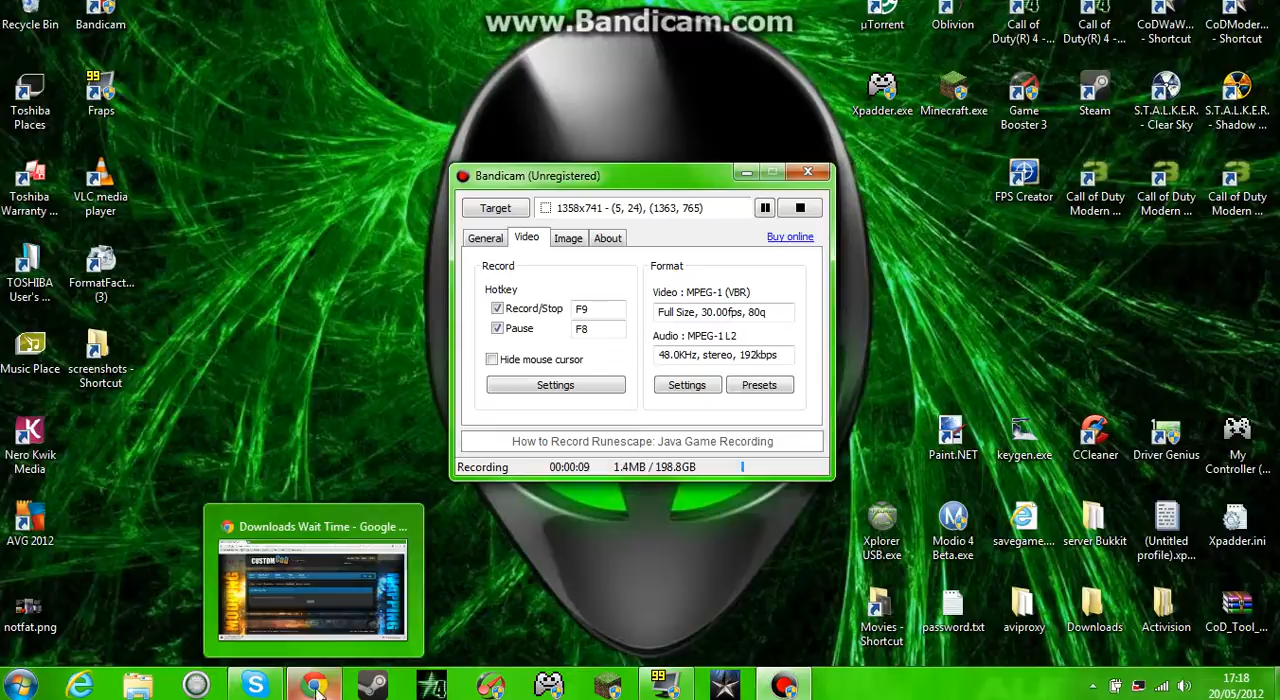 www.Bandicam.com
Recycle Bin
Bandicam
µTorrent
Oblivion
Call of
Duty(R) 4 -...
Call of
Duty(R) 4 -...
CoDWaW...
- Shortcut
CoDModer...
- Shortcut
Toshiba
Places
99
Fraps
Xpadder.exe
Minecraft.exe
Game
Booster 3
Steam
S.T.A.L.K.E.R.
- Clear Sky
S.T.A.L.K.E.R.
- Shadow ...
Toshiba
Warranty ...
VLC media
player
FPS Creator
Call of Duty
Modern ...
Call of Duty
Modern ...
Call of Duty
Modern ...
TOSHIBA
User's ...
FormatFact...
(3)
Music Place
screenshots -
Shortcut
Nero Kwik
Media
AVG 2012
notfat.png
Bandicam (Unregistered)
Target
1358x741 - (5, 24), (1363, 765)
General
Video
Image
About
Buy online
Record
Hotkey
Record/Stop
F9
Pause
F8
Hide mouse cursor
Settings
Format
Video : MPEG-1 (VBR)
Full Size, 30.00fps, 80q
Audio : MPEG-1 L2
48.0KHz, stereo, 192kbps
Settings
Presets
How to Record Runescape: Java Game Recording
Recording
00:00:09
1.4MB / 198.8GB
Paint.NET
keygen.exe
CCleaner
Driver Genius
My
Controller (...
Xplorer
USB.exe
Modio 4
Beta.exe
savegame....
server Bukkit
(Untitled
profile).xp...
Xpadder.ini
Movies -
Shortcut
password.txt
aviproxy
Downloads
Activision
CoD_Tool_...
Downloads Wait Time - Google ...
CUSTOMCOD
MODDING
MAPPING
99
17:18
20/05/2012